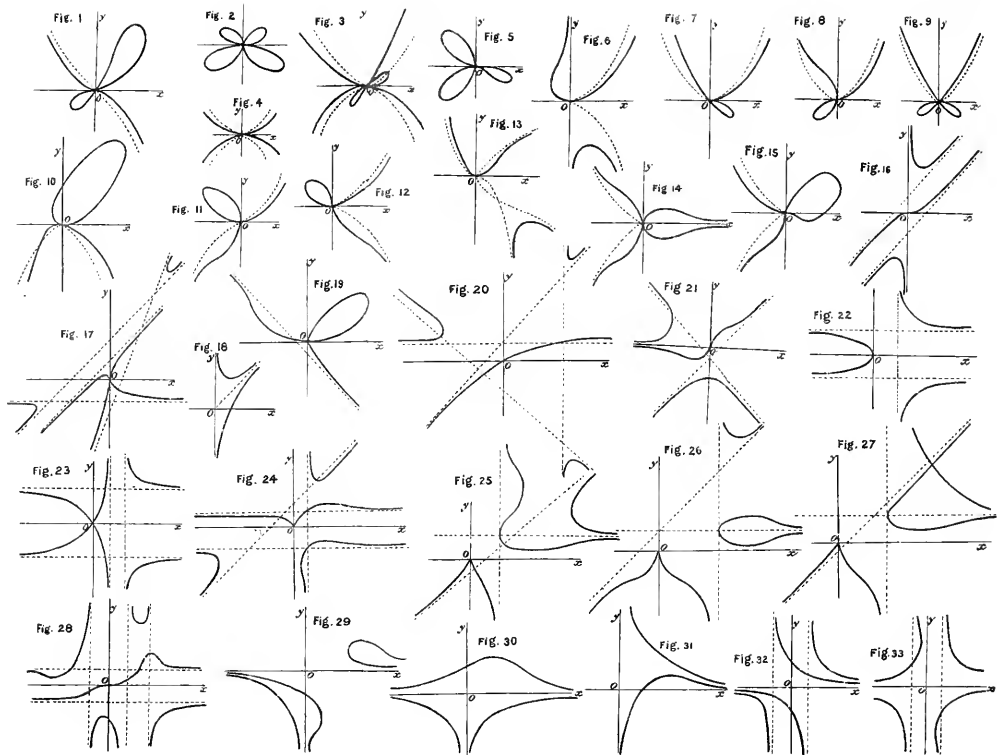 Fig. 1
y
x
o
Fig. 2
Fig. 3
y
Fig. 4
y
x
o
Fig. 5
o
Fig. 6
x
o
Fig. 7
x
o
Fig. 8
x
o
Fig. 9
x
o
Fig. 10
y
o
x
Fig. 11
y
o
x
Fig. 12
y
o
x
Fig. 13
y
o
x
Fig. 14
y
o
x
Fig. 15
y
o
x
Fig. 16
y
o
x
Fig. 17
y
o
x
Fig. 18
y
o
x
Fig. 19
y
o
x
Fig. 20
y
o
x
Fig. 21
y
o
x
Fig. 22
o
x
Fig. 23
y
o
x
Fig. 24
y
o
x
Fig. 25
y
o
x
Fig. 26
y
o
x
Fig. 27
y
o
x
Fig. 28
y
o
x
Fig. 29
y
o
x
Fig. 30
y
o
x
Fig. 31
y
o
x
Fig. 32
y
o
x
Fig. 33
y
o
x